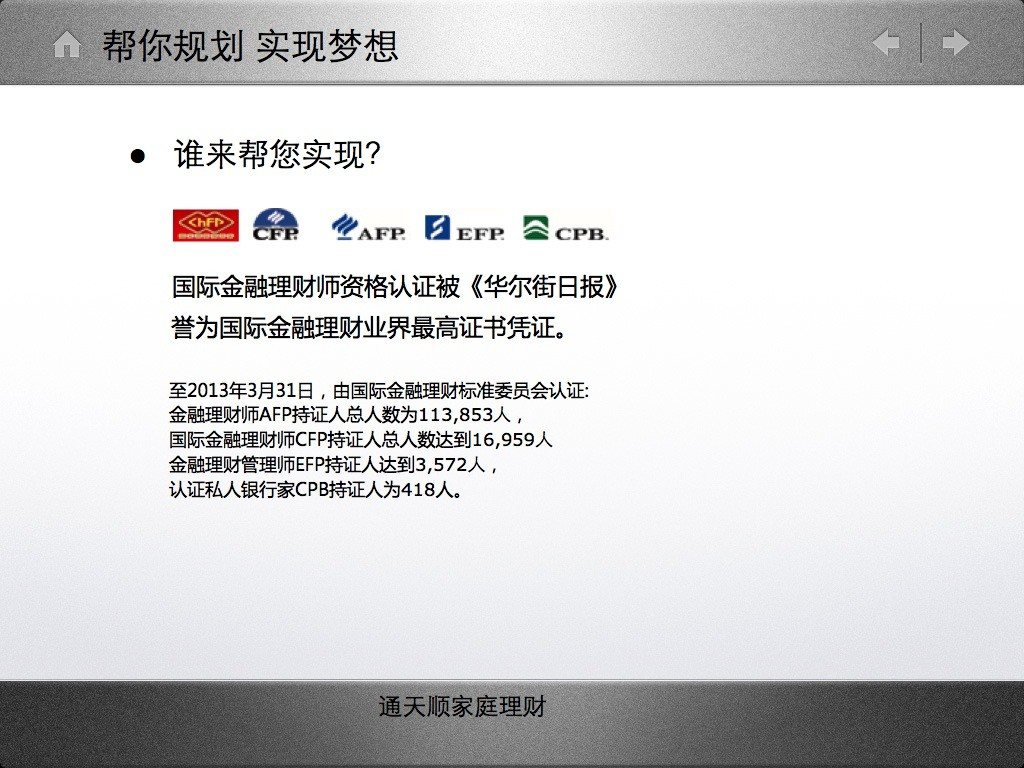 帮你规划 实现梦想
● 谁来帮您实现?
ChFP CFP. AFP. EFP. CPB.
国际金融理财师资格认证被《华尔街日报》
誉为国际金融理财业界最高证书凭证。
至2013年3月31日，由国际金融理财标准委员会认证:
金融理财师AFP持证人总人数为113,853人，
国际金融理财师CFP持证人总人数达到16,959人
金融理财管理师EFP持证人达到3,572人，
认证私人银行家CPB持证人为418人。
通天顺家庭理财